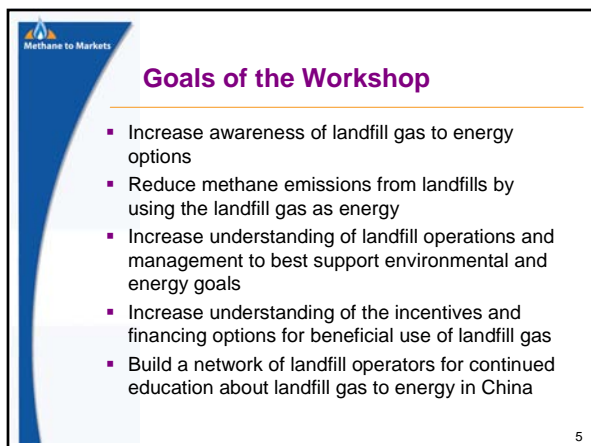 Methane to Markets
Goals of the Workshop
▪ Increase awareness of landfill gas to energy
options
▪ Reduce methane emissions from landfills by
using the landfill gas as energy
▪ Increase understanding of landfill operations and
management to best support environmental and
energy goals
▪ Increase understanding of the incentives and
financing options for beneficial use of landfill gas
▪ Build a network of landfill operators for continued
education about landfill gas to energy in China
5